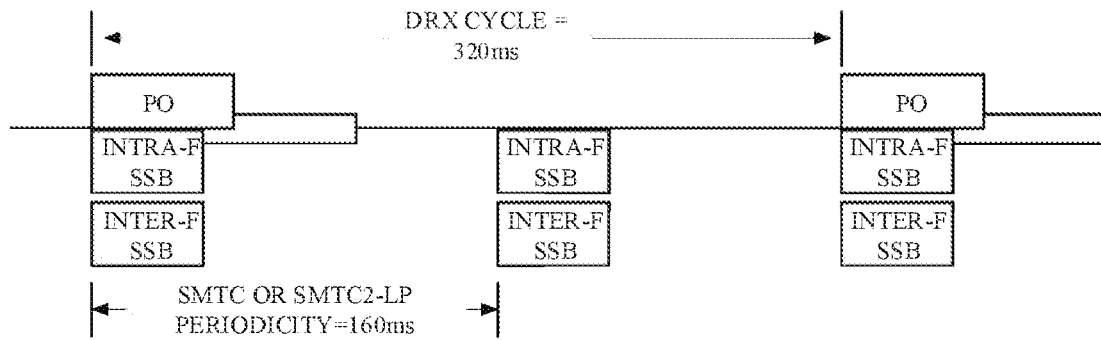 DRX CYCLE =
320ms
PO
PO
INTRA-F
SSB
INTRA-F
SSB
INTRA-F
SSB
INTER-F
SSB
INTER-F
SSB
INTER-F
SSB
SMTC OR SMTC2-LP
PERIODICITY=160ms